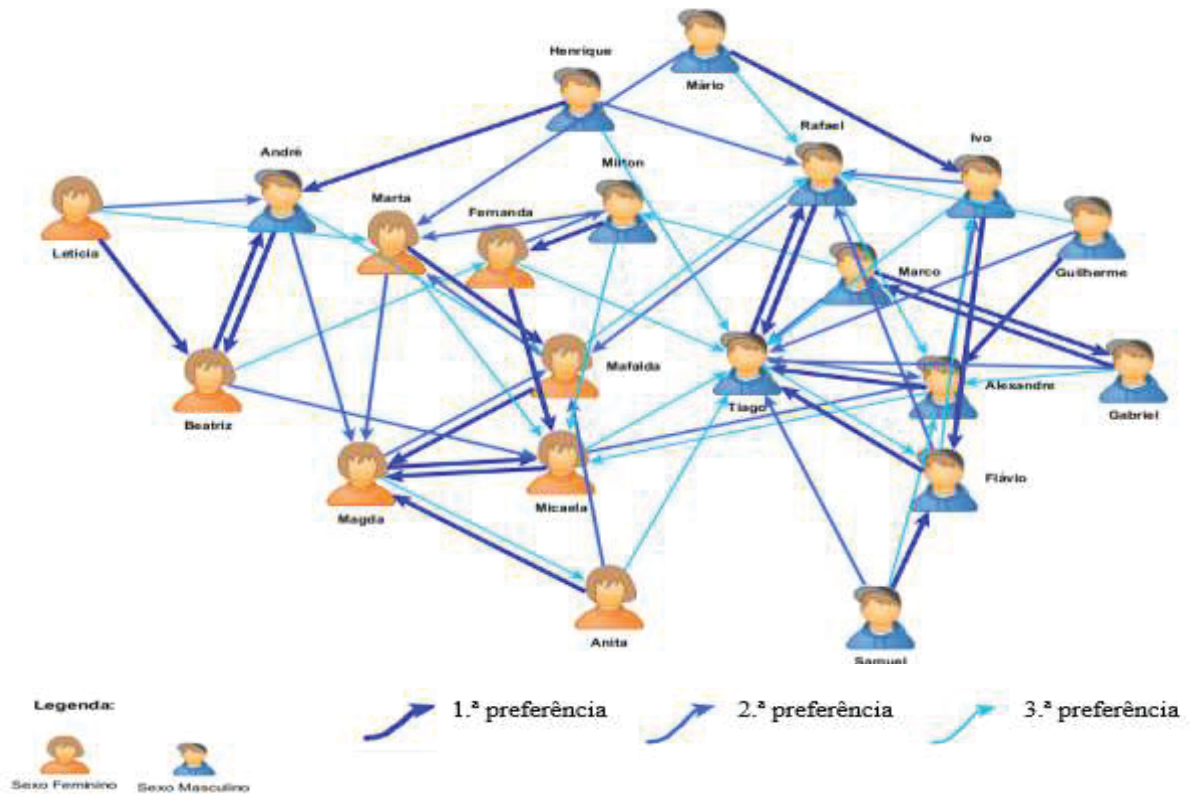 Mário
Henrique
Rafael
Ivo
André
Milton
Marta
Fernanda
Leticia
Marco
Guilherme
Mafalda
Tiago
Alexandre
Gabriel
Beatriz
Flávio
Magda
Micaela
Anita
Samuel
Legenda:
1.ª preferência 2.ª preferência 3.ª preferência
Sexo Feminino Sexo Masculino